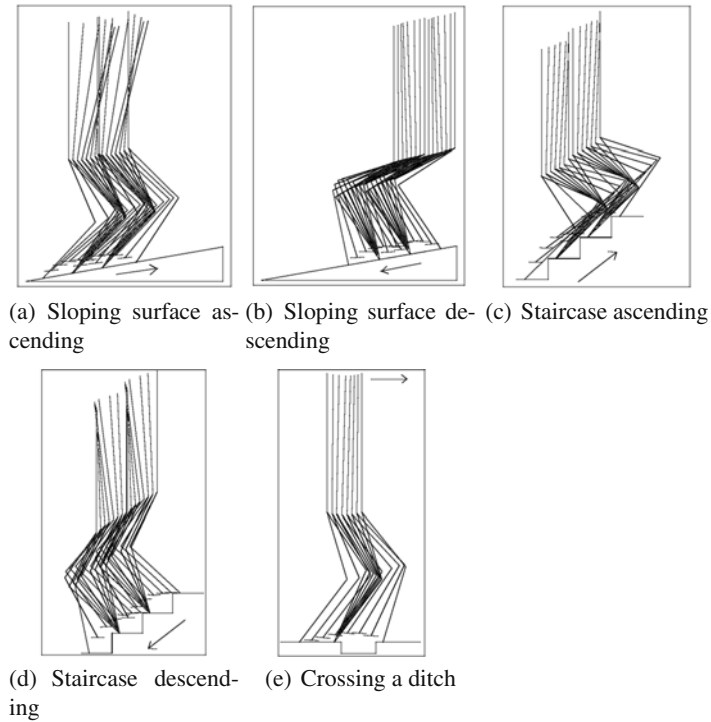 (a) Sloping surface as-
cending
(b) Sloping surface de-
scending
(c) Staircase ascending
(d) Staircase descend-
ing
(e) Crossing a ditch